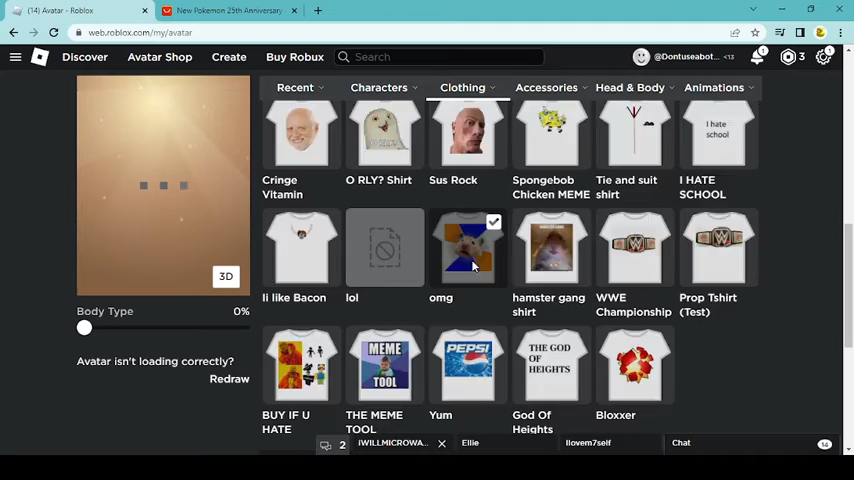 (14) Avatar - Roblox
New Pokemon 25th Anniversary
web.roblox.com/my/avatar
Discover
Avatar Shop
Create
Buy Robux
Search
@Dontuseabot...
<13
1
3
Recent
Characters
Clothing
Accessories
Head & Body
Animations
I hate
school
Cringe
Vitamin
O RLY? Shirt
Sus Rock
Spongebob
Chicken MEME
Tie and suit
shirt
I HATE
SCHOOL
3D
Ii like Bacon
lol
omg
hamster gang
shirt
WWE
Championship
Prop Tshirt
(Test)
Body Type
0%
Avatar isn't loading correctly?
Redraw
MEME
TOOL
PEPSI
THE GOD
OF
HEIGHTS
BUY IF U
HATE
THE MEME
TOOL
Yum
God Of
Heights
Bloxxer
2
iWILLMICROWA...
Ellie
Ilovem7self
Chat
14